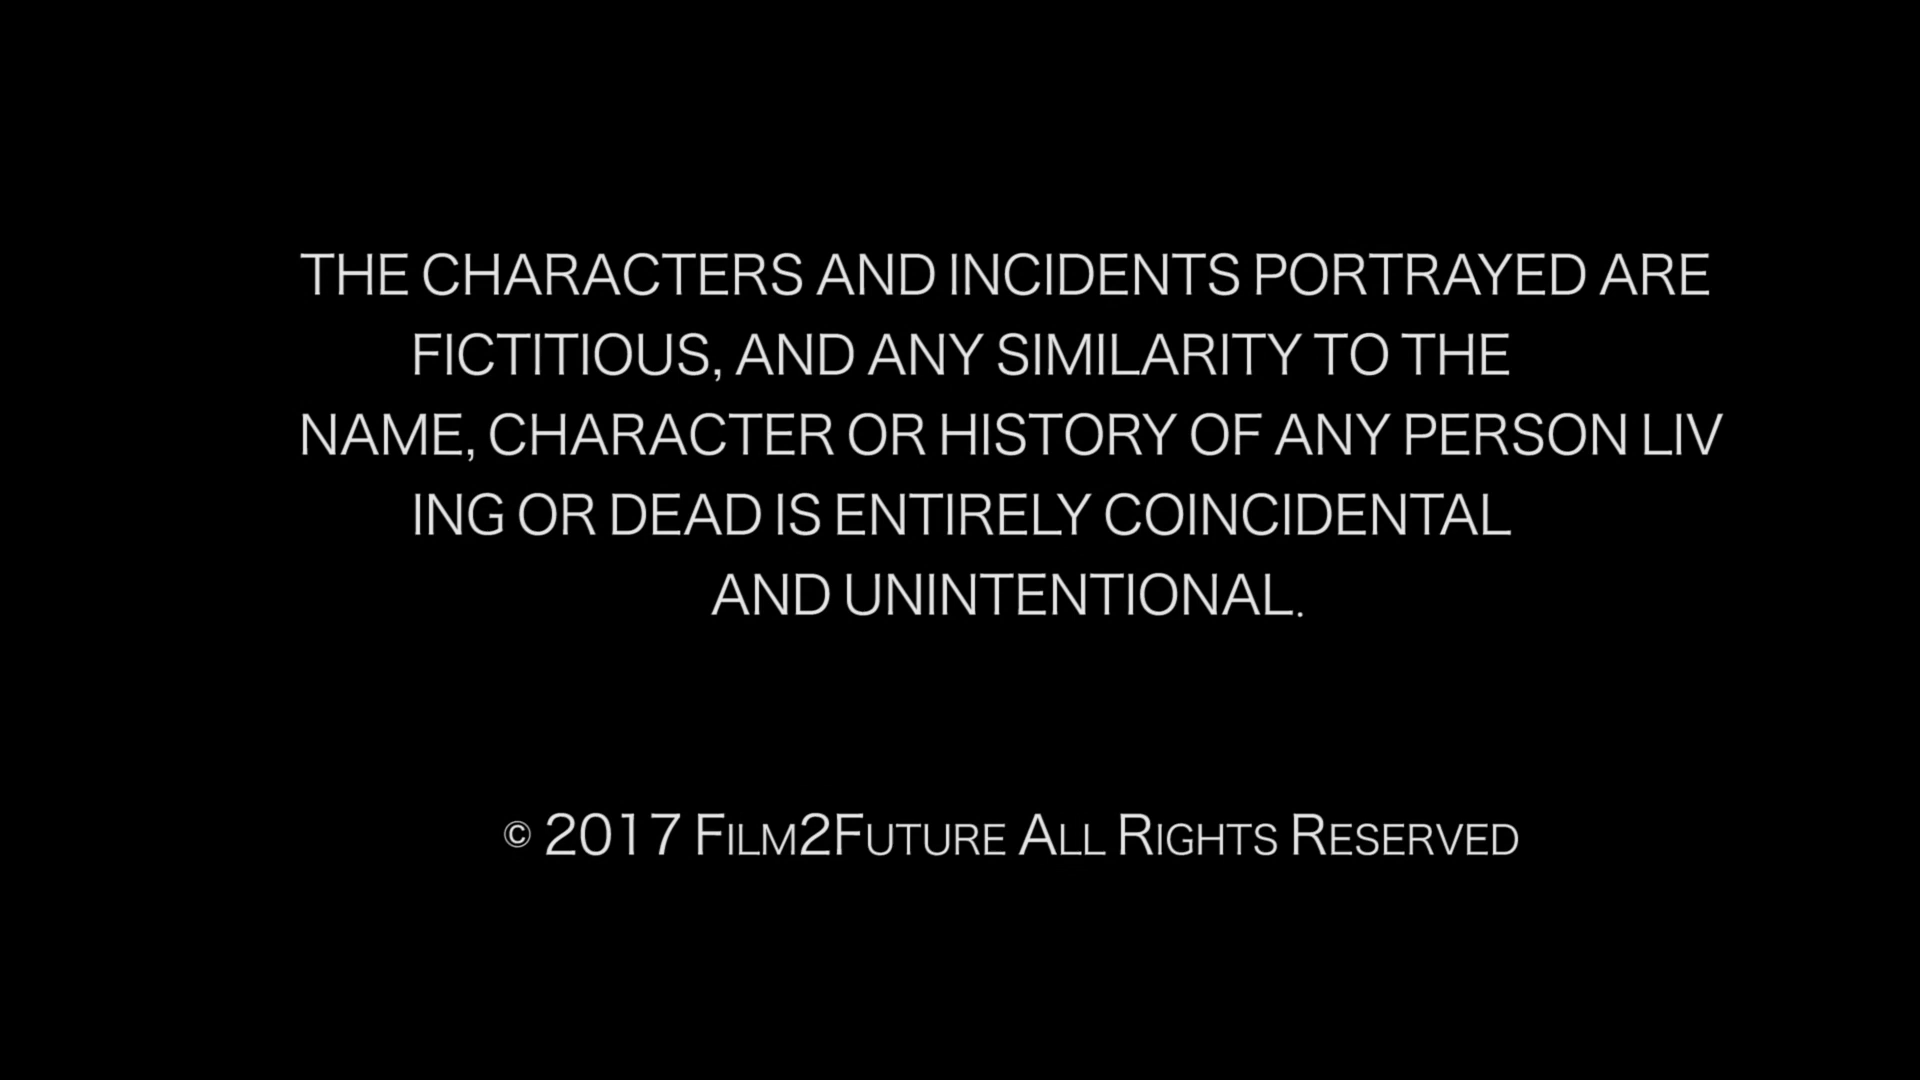 THE CHARACTERS AND INCIDENTS PORTRAYED ARE
FICTITIOUS, AND ANY SIMILARITY TO THE
NAME, CHARACTER OR HISTORY OF ANY PERSON LIV
ING OR DEAD IS ENTIRELY COINCIDENTAL
AND UNINTENTIONAL.
© 2017 Film2Future All Rights Reserved